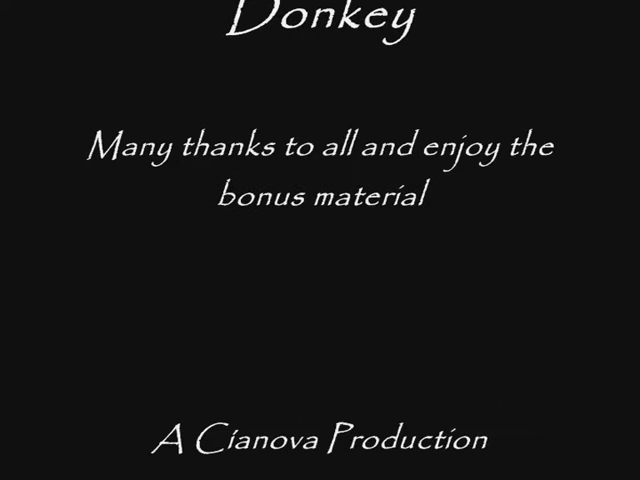 Donkey
Many thanks to all and enjoy the
bonus material
A Cianova Production